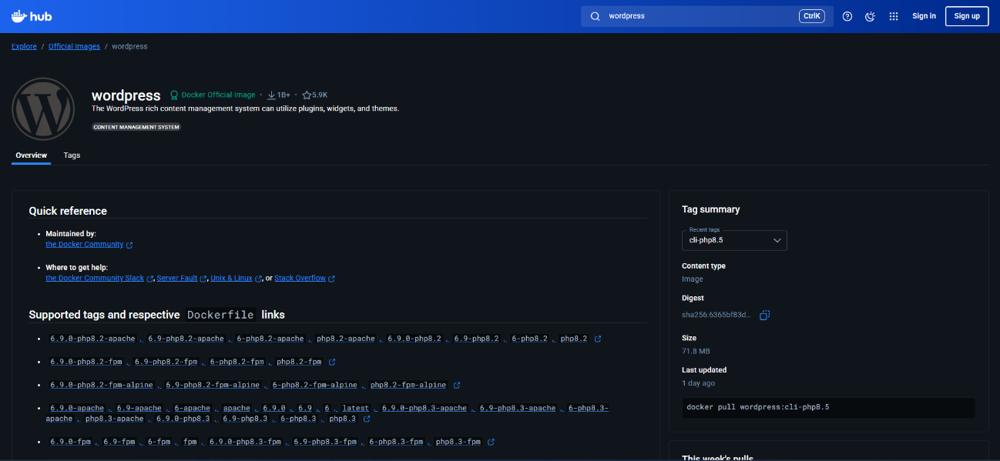 hub
wordpress
CtrlK
Sign in
Sign up
Explore / Official Images / wordpress
wordpress
Docker Official Image · 1B+ · 5.9K
The WordPress rich content management system can utilize plugins, widgets, and themes.
CONTENT MANAGEMENT SYSTEM
Overview
Tags
Quick reference
• Maintained by:
the Docker Community
• Where to get help:
the Docker Community Slack, Server Fault, Unix & Linux, or Stack Overflow
Supported tags and respective Dockerfile links
• 6.9.0-php8.2-apache, 6.9-php8.2-apache, 6-php8.2-apache, php8.2-apache, 6.9.0-php8.2, 6.9-php8.2, 6-php8.2, php8.2
• 6.9.0-php8.2-fpm, 6.9-php8.2-fpm, 6-php8.2-fpm, php8.2-fpm
• 6.9.0-php8.2-fpm-alpine, 6.9-php8.2-fpm-alpine, 6-php8.2-fpm-alpine, php8.2-fpm-alpine
• 6.9.0-apache, 6.9-apache, 6-apache, apache, 6.9.0, 6.9, 6, latest, 6.9.0-php8.3-apache, 6.9-php8.3-apache, 6-php8.3-
apache, php8.3-apache, 6.9.0-php8.3, 6.9-php8.3, 6-php8.3, php8.3
• 6.9.0-fpm, 6.9-fpm, 6-fpm, fpm, 6.9.0-php8.3-fpm, 6.9-php8.3-fpm, 6-php8.3-fpm, php8.3-fpm
Tag summary
Recent tags
cli-php8.5
Content type
Image
Digest
sha256:6365bf83d...
Size
71.8 MB
Last updated
1 day ago
docker pull wordpress:cli-php8.5
This week's pulls